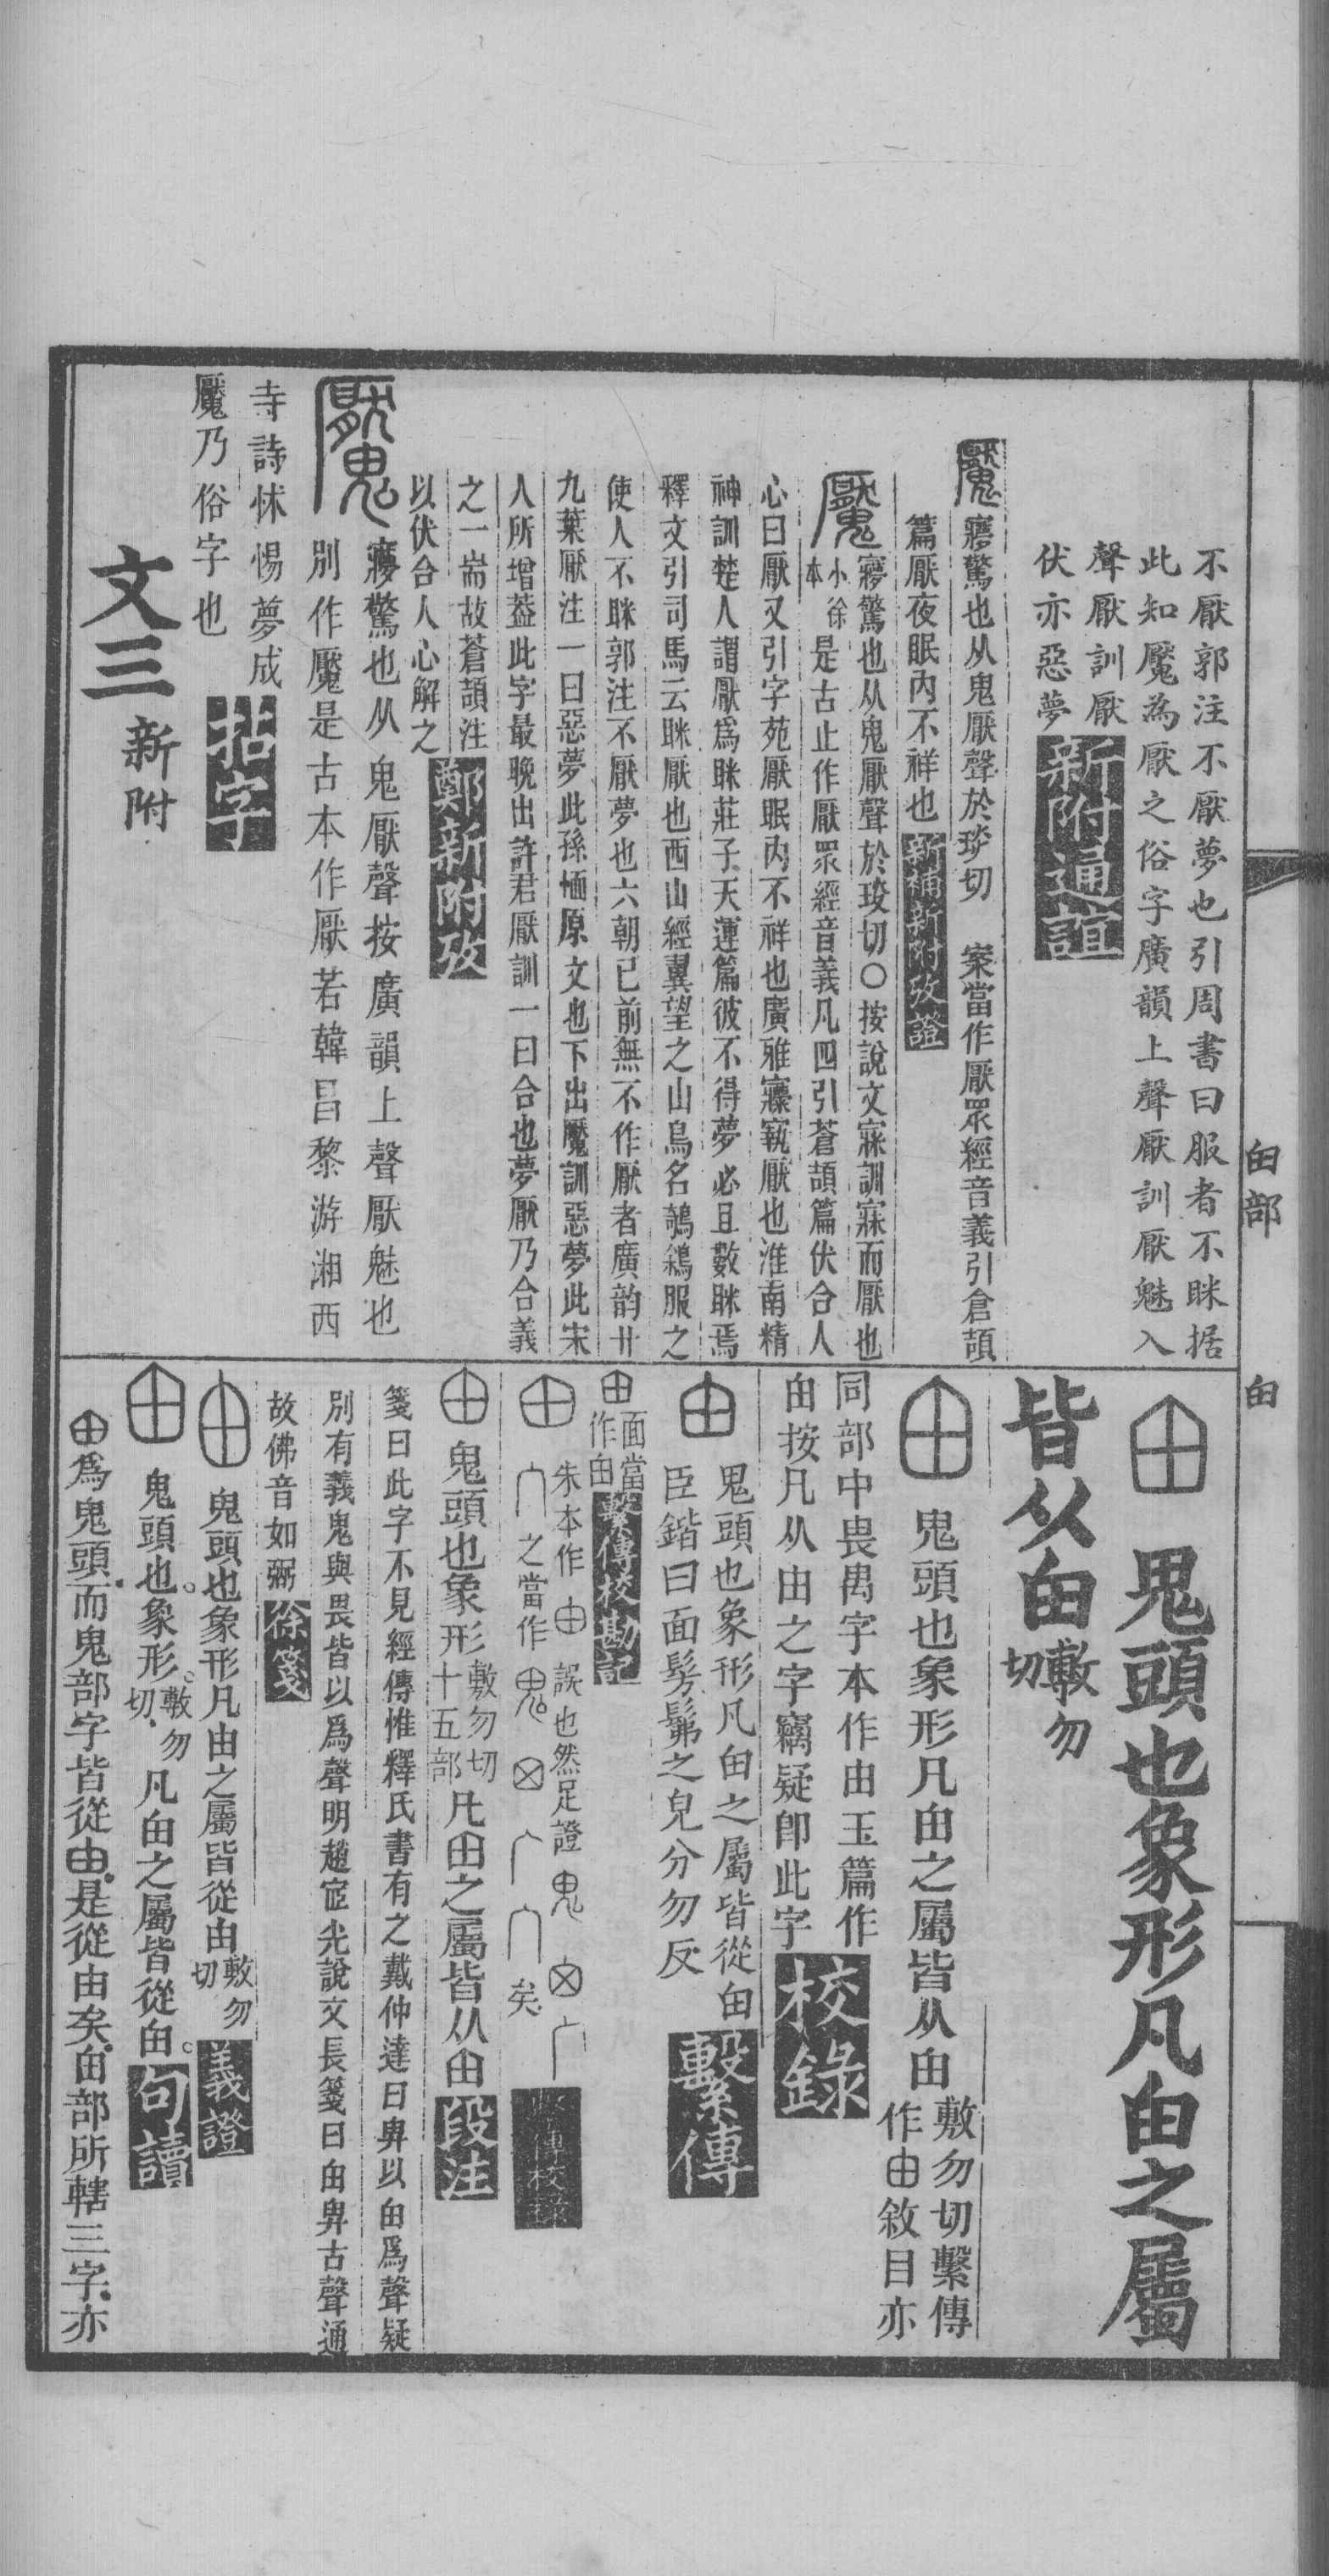 不厭郭注不厭夢也引周書曰服者不眯据
此知魘為厭之俗字廣韻上聲厭訓厭魅入
聲厭訓厭
伏亦惡夢新附通誼
魘㝱驚也从鬼厭聲於琰切　案當作厭眾經音義引倉頡
篇厭夜眠內不祥也新補新附攷證
魘㝱驚也从鬼厭聲於琰切○按說文寐訓寐而厭也
小徐本是古止作厭眾經音義凡四引蒼頡篇伏合人
心曰厭又引字苑厭眠內不祥也廣雅㝥厭也淮南精
神訓楚人謂厭爲眯莊子天運篇彼不得夢必且數眯焉
釋文引司馬云眯厭也西山經翼望之山鳥名鵸鵌服之
使人不眯郭注不厭夢也六朝已前無不作厭者廣韵廿
九葉厭注一曰惡夢此孫愐原文也下出魘訓惡夢此宋
人所增葢此字最晚出許君厭訓一曰合也夢厭乃合義
之一耑故蒼頡注
以伏合人心解之鄭新附攷
魘㝱驚也从鬼厭聲按廣韻上聲厭魅也
別作魘是古本作厭若韓昌黎游湘西
寺詩怵惕夢成
魘乃俗字也拈字
文三新附
甶部　甶
甶鬼頭也象形凡甶之屬
皆从甶敷勿切
甶鬼頭也象形凡甶之屬皆从甶敷勿切繫傳作甶敘目亦
同部中畏禺字本作由玉篇作
甶按凡从由之字竊疑卽此字校錄
甶鬼頭也象形凡甶之屬皆從甶
臣鍇曰面髣髴之皃分勿反繫傳
甶面當作甶繫傳校勘記
甶朱本作甶誤也然足證鬼
之當作鬼矣繫傳校錄
甶鬼頭也象形敷勿切十五部凡甶之屬皆从甶段注
箋曰此字不見經傳惟釋氏書有之戴仲達曰畀以甶爲聲疑
別有義鬼與畏皆以爲聲明趙宧光說文長箋曰甶畀古聲通
故佛音如弼徐箋
甶鬼頭也象形凡甶之屬皆從甶敷勿切義證
甶鬼頭也。象形。敷勿切。凡甶之屬皆從甶。句讀
甶爲鬼頭而鬼部字皆從甶是從甶矣甶部所轄三字亦